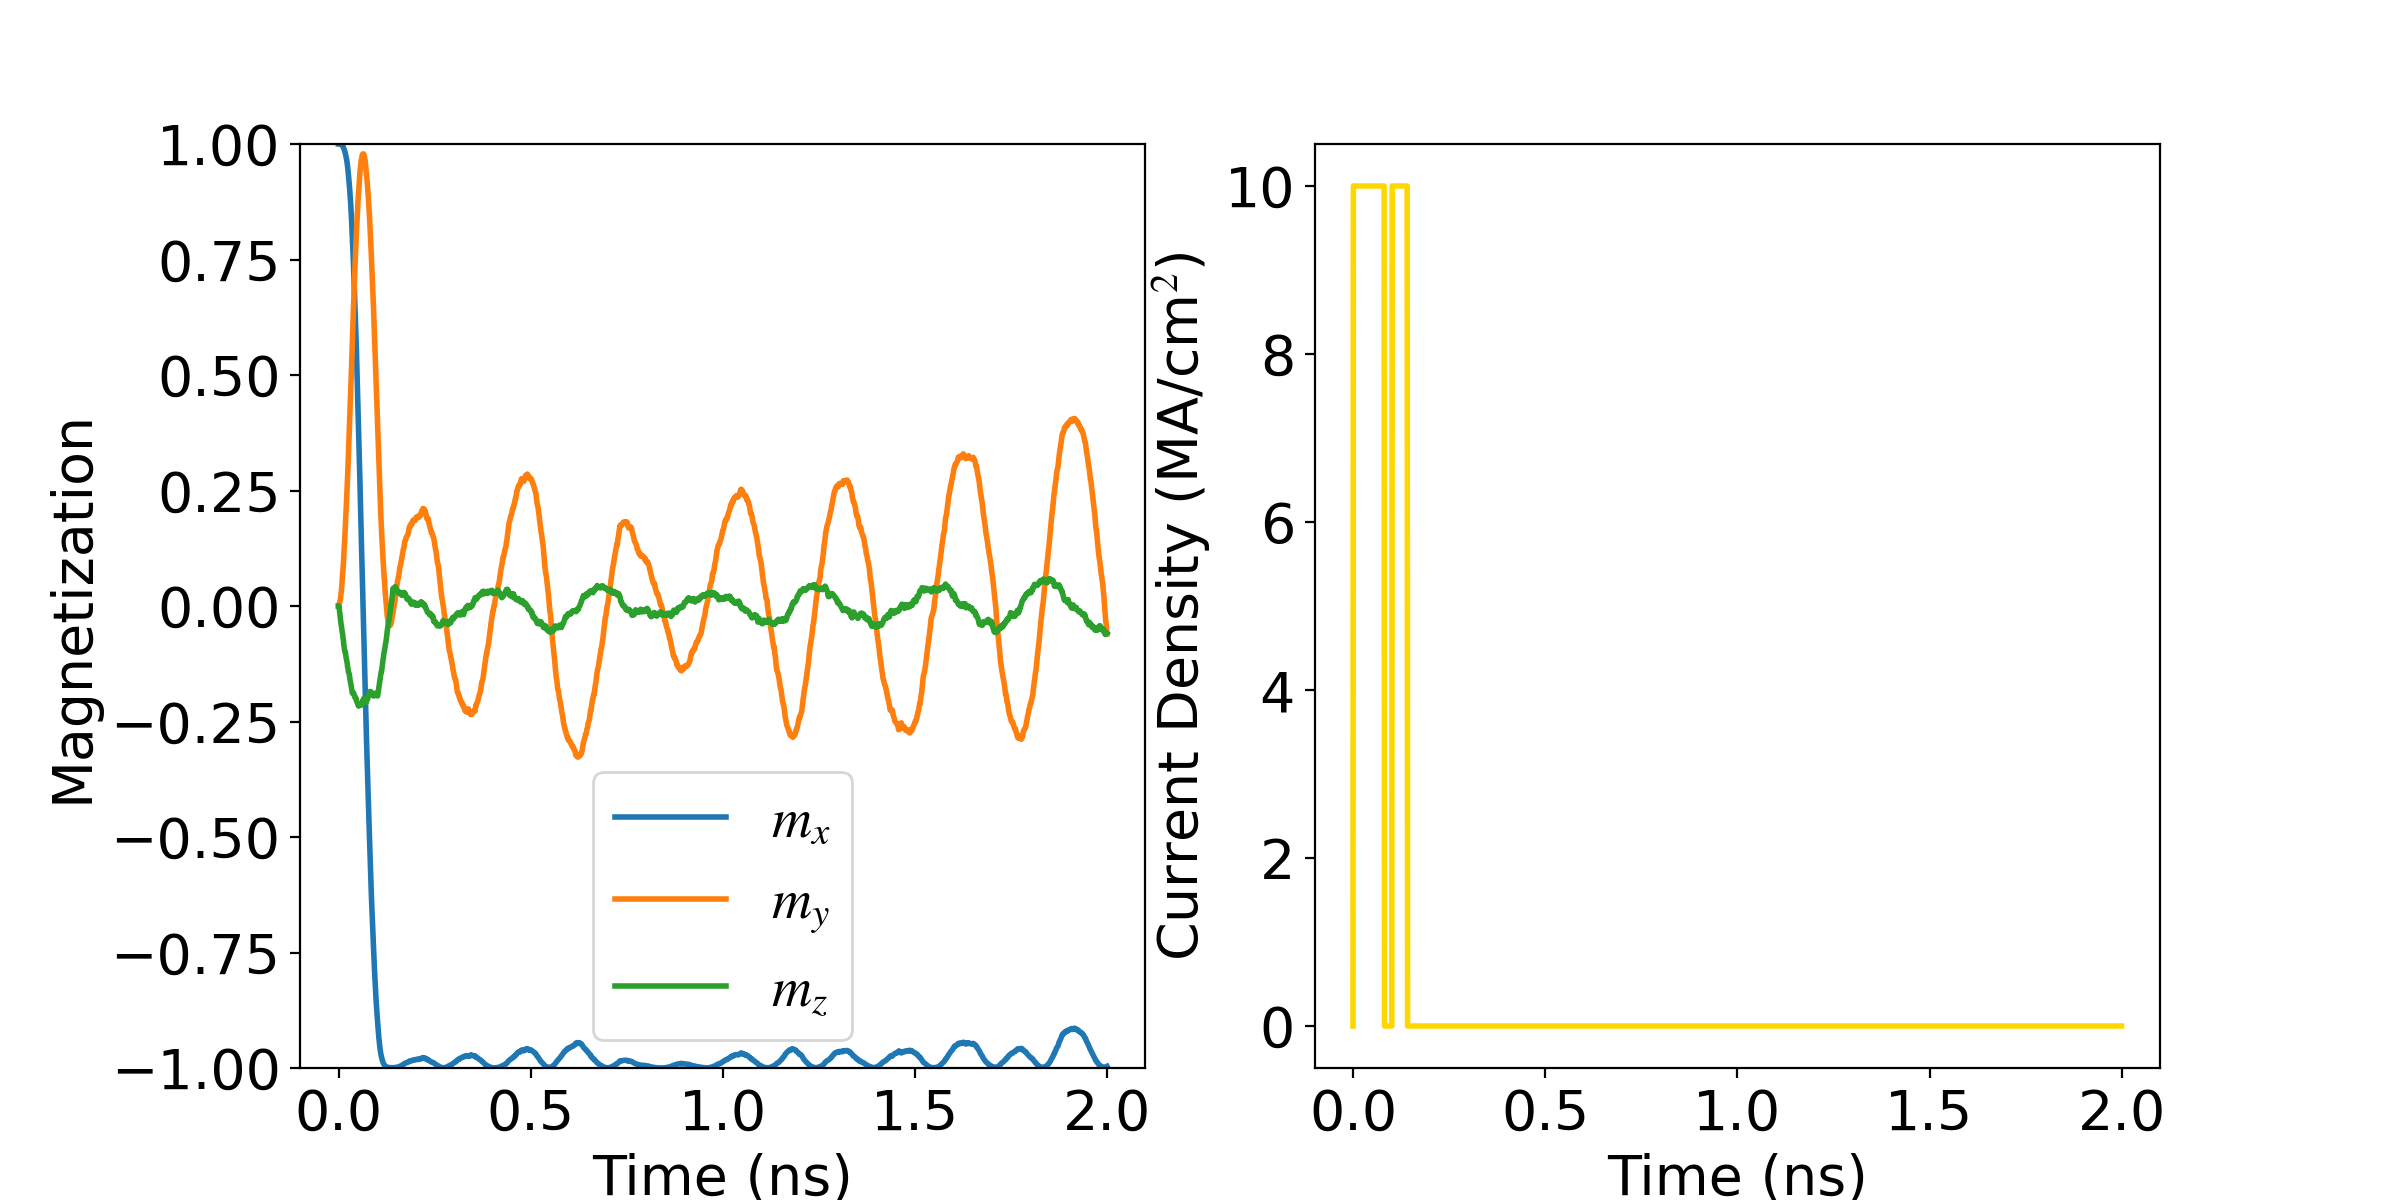 Magnetization
1.00
0.75
0.50
0.25
0.00
−0.25
−0.50
−0.75
−1.00
0.0 0.5 1.0 1.5 2.0
Time (ns)
m_x
m_y
m_z
Current Density (MA/cm²)
10
8
6
4
2
0
0.0 0.5 1.0 1.5 2.0
Time (ns)